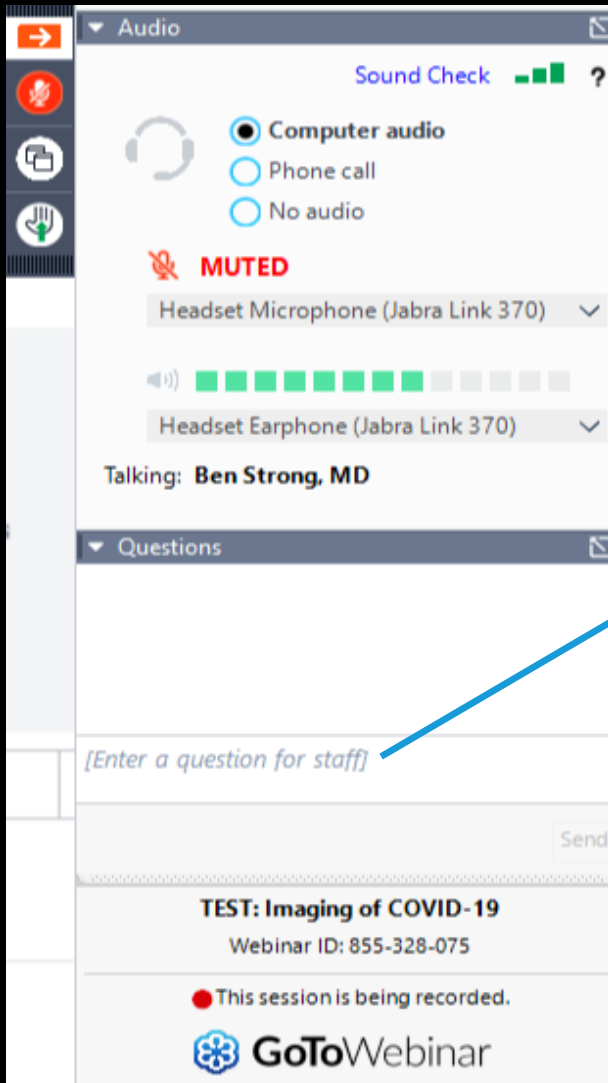 Audio
Sound Check ?
Computer audio
Phone call
No audio
MUTED
Headset Microphone (Jabra Link 370)
Headset Earphone (Jabra Link 370)
Talking: Ben Strong, MD
Questions
[Enter a question for staff]
Send
TEST: Imaging of COVID-19
Webinar ID: 855-328-075
This session is being recorded.
GoToWebinar